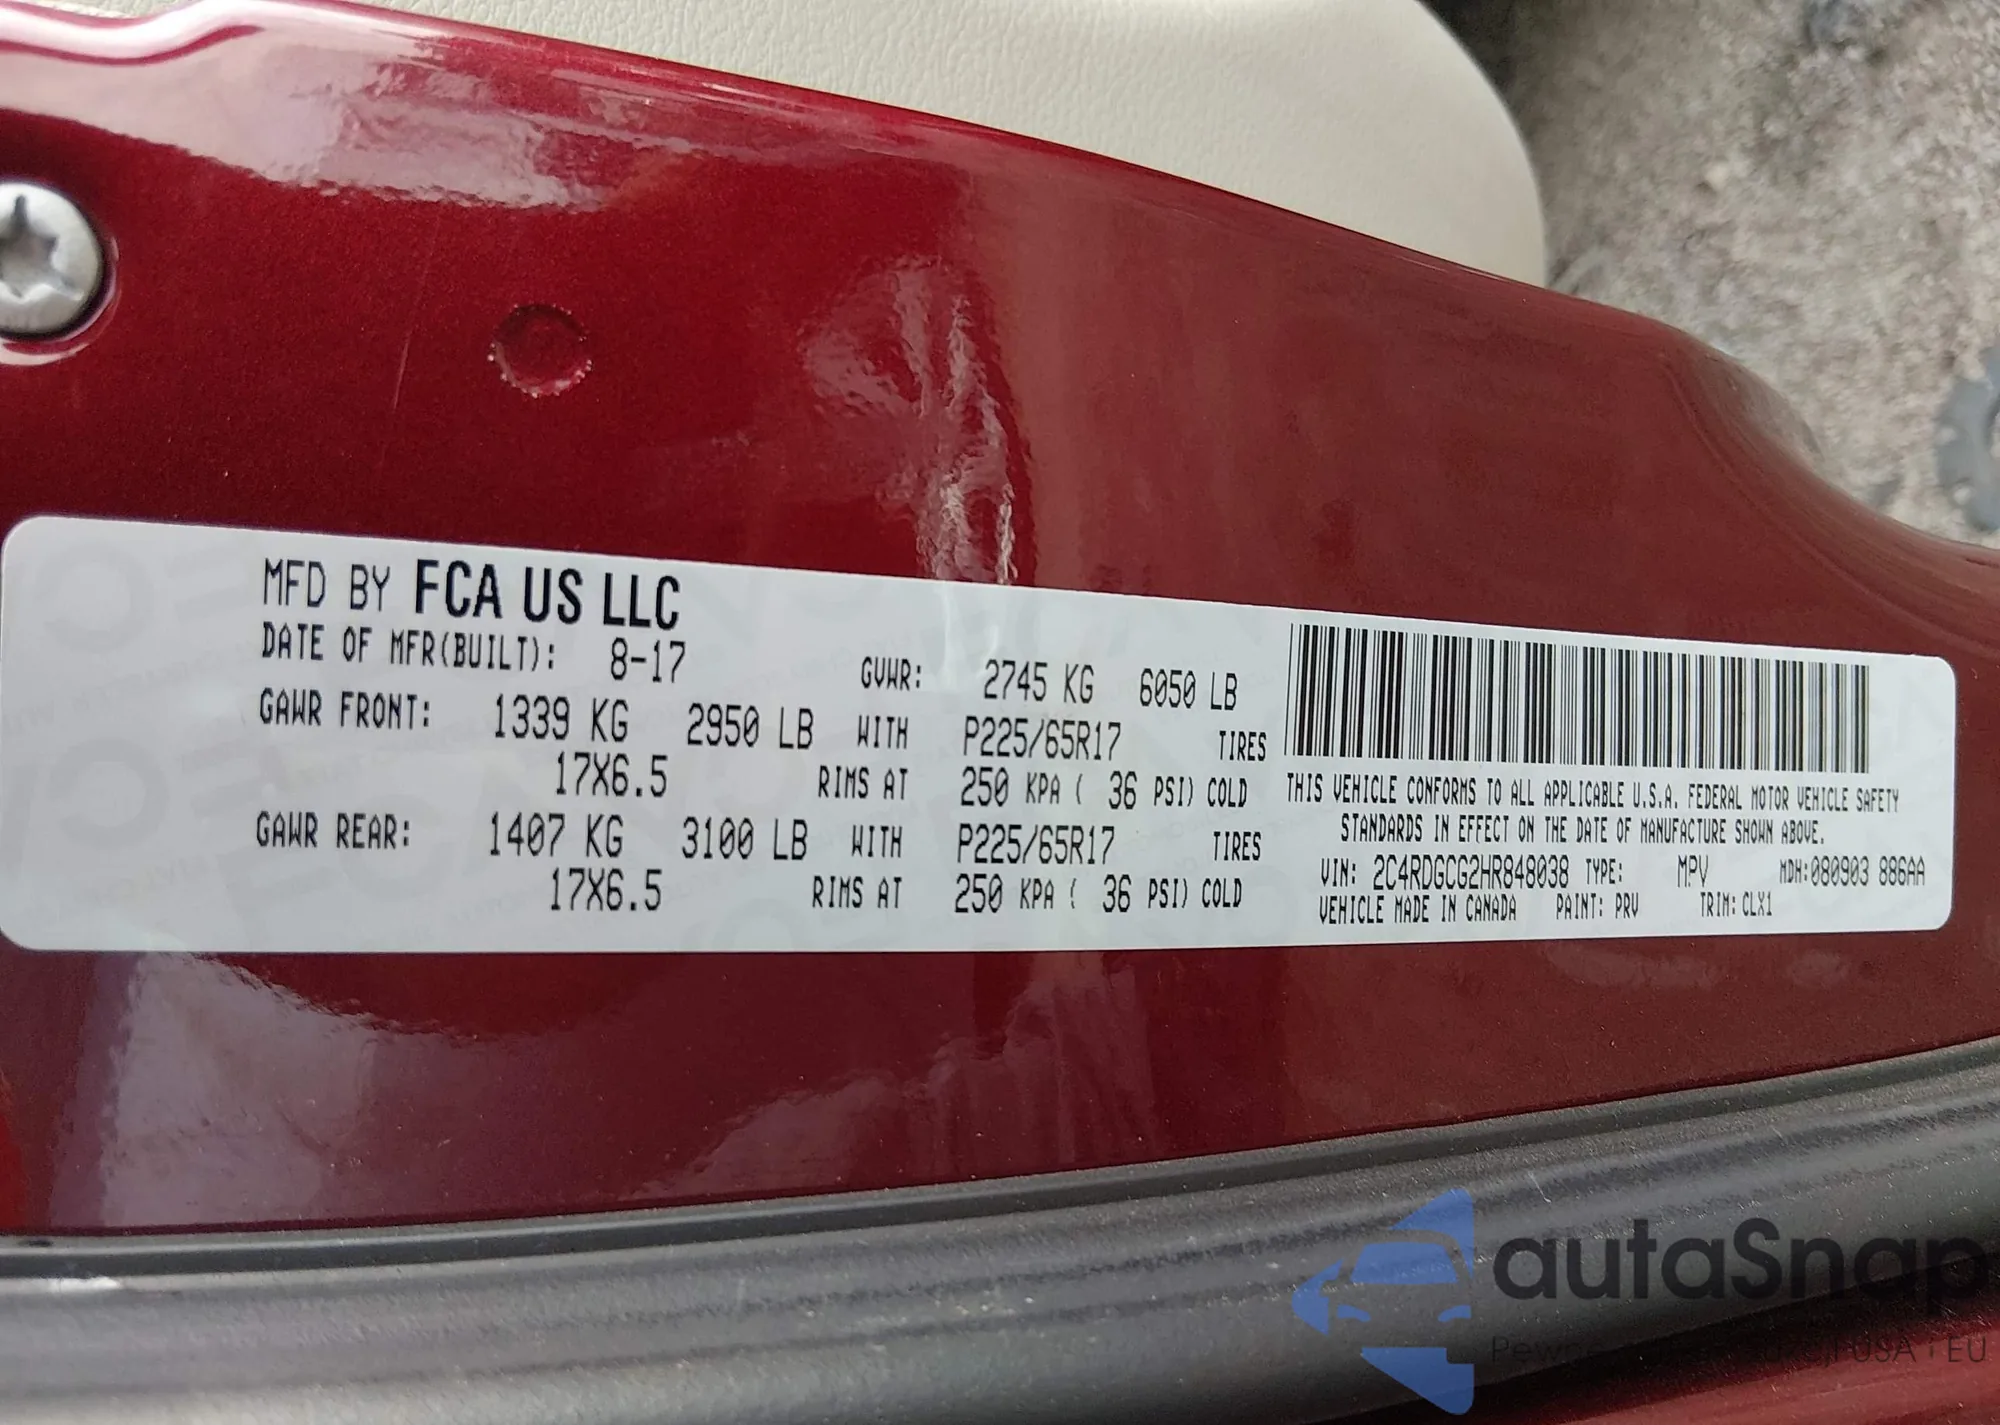 MFD BY FCA US LLC
DATE OF MFR(BUILT): 8-17 GVWR: 2745 KG 6050 LB
GAWR FRONT: 1339 KG 2950 LB WITH P225/65R17 TIRES
17X6.5 RIMS AT 250 KPA ( 36 PSI) COLD
GAWR REAR: 1407 KG 3100 LB WITH P225/65R17 TIRES
17X6.5 RIMS AT 250 KPA ( 36 PSI) COLD
THIS VEHICLE CONFORMS TO ALL APPLICABLE U.S.A. FEDERAL MOTOR VEHICLE SAFETY
STANDARDS IN EFFECT ON THE DATE OF MANUFACTURE SHOWN ABOVE.
VIN: 2C4RDGCG2HR848038 TYPE: MPV MDH:080903 886AA
VEHICLE MADE IN CANADA PAINT: PRV TRIM:CLX1
autaSnap
USA EU